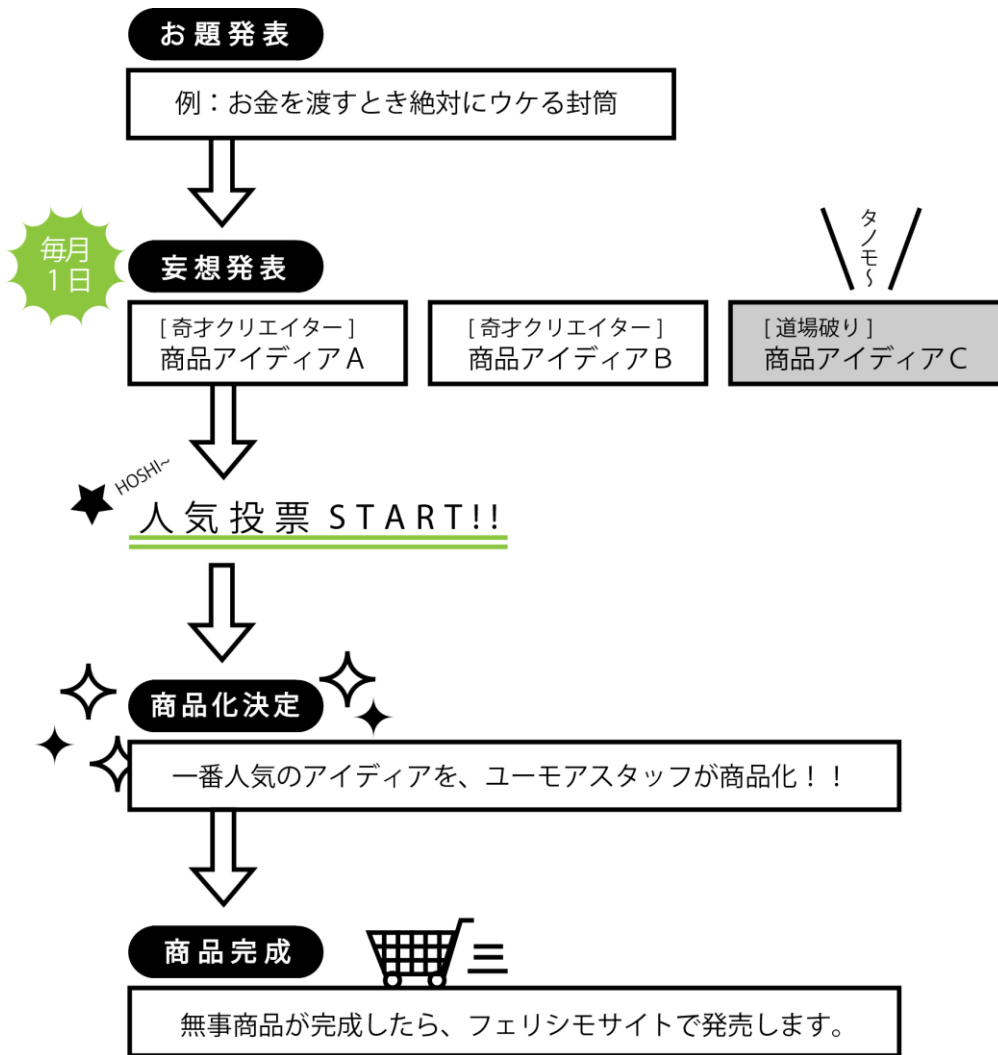 お題発表
例：お金を渡すとき絶対にウケる封筒
毎月
1日
妄想発表
タノモ～
[奇才クリエイター]
商品アイディアA
[奇才クリエイター]
商品アイディアB
[道場破り]
商品アイディアC
HOSHI~
人気投票 START!!
商品化決定
一番人気のアイディアを、ユーモアスタッフが商品化！！
商品完成
無事商品が完成したら、フェリシモサイトで発売します。